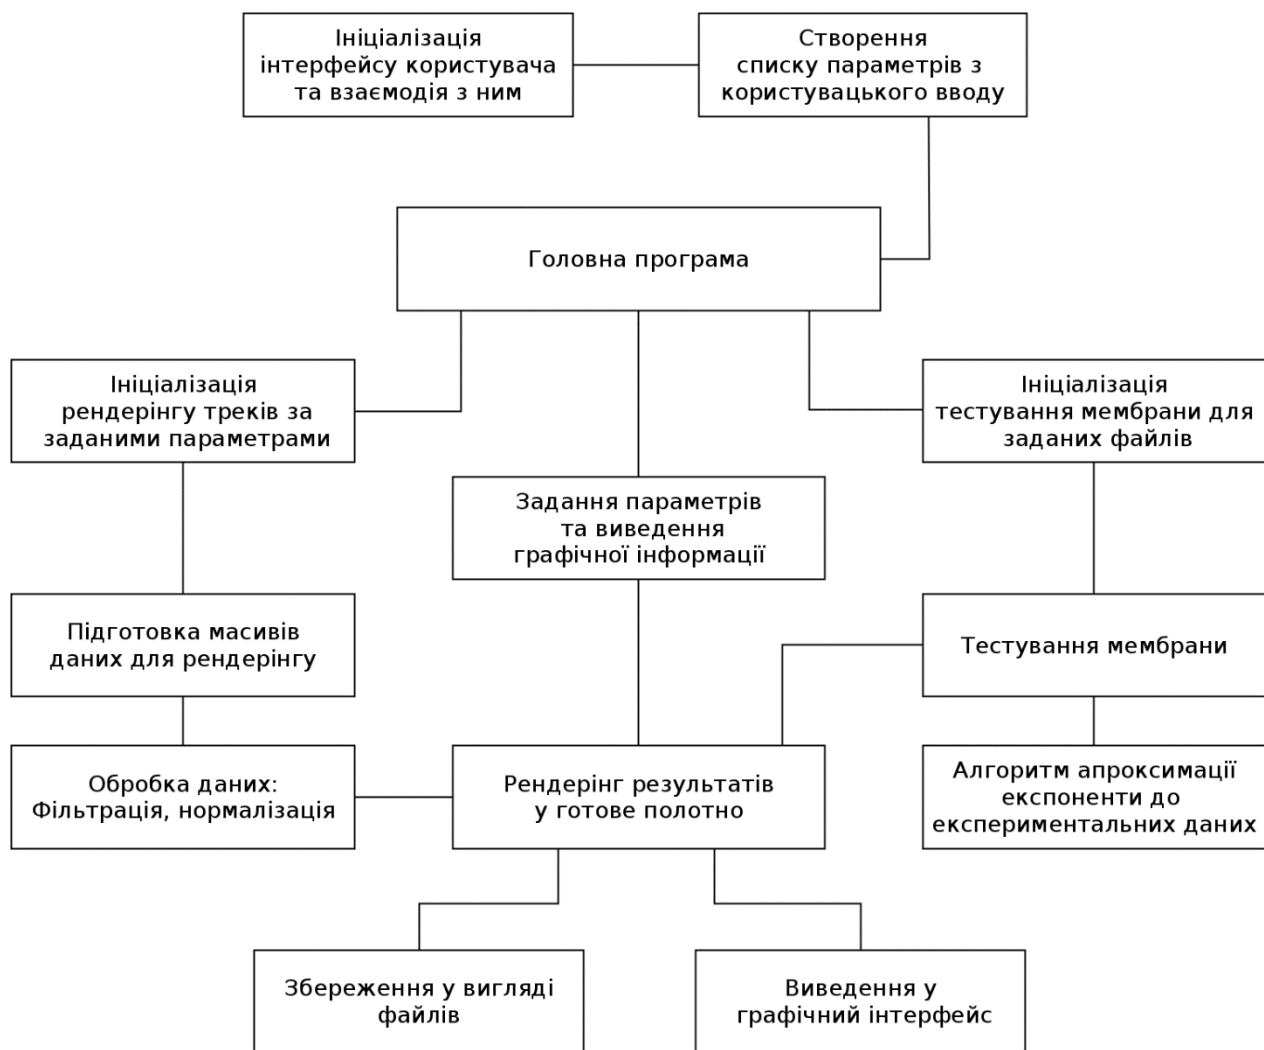 Ініціалізація
інтерфейсу користувача
та взаємодія з ним
Створення
списку параметрів з
користувацького вводу
Головна програма
Ініціалізація
рендерінгу треків за
заданими параметрами
Ініціалізація
тестування мембрани для
заданих файлів
Задання параметрів
та виведення
графічної інформації
Підготовка масивів
даних для рендерінгу
Тестування мембрани
Обробка даних:
Фільтрація, нормалізація
Рендерінг результатів
у готове полотно
Алгоритм апроксимації
експоненти до
експериментальних даних
Збереження у вигляді
файлів
Виведення у
графічний інтерфейс